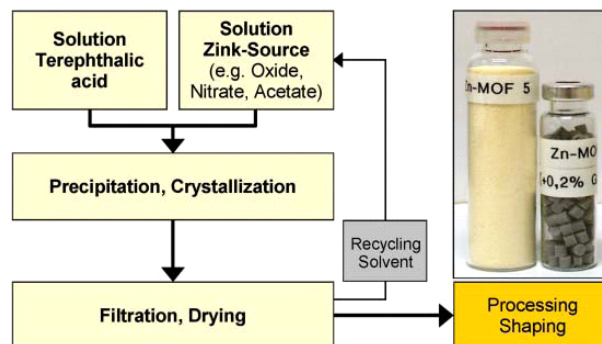 Solution
Terephthalic
acid
Solution
Zink-Source
(e.g. Oxide,
Nitrate, Acetate)
Precipitation, Crystallization
Recycling
Solvent
Filtration, Drying
Processing
Shaping
Zn-MOF 5
Zn-MO
+0,2% G